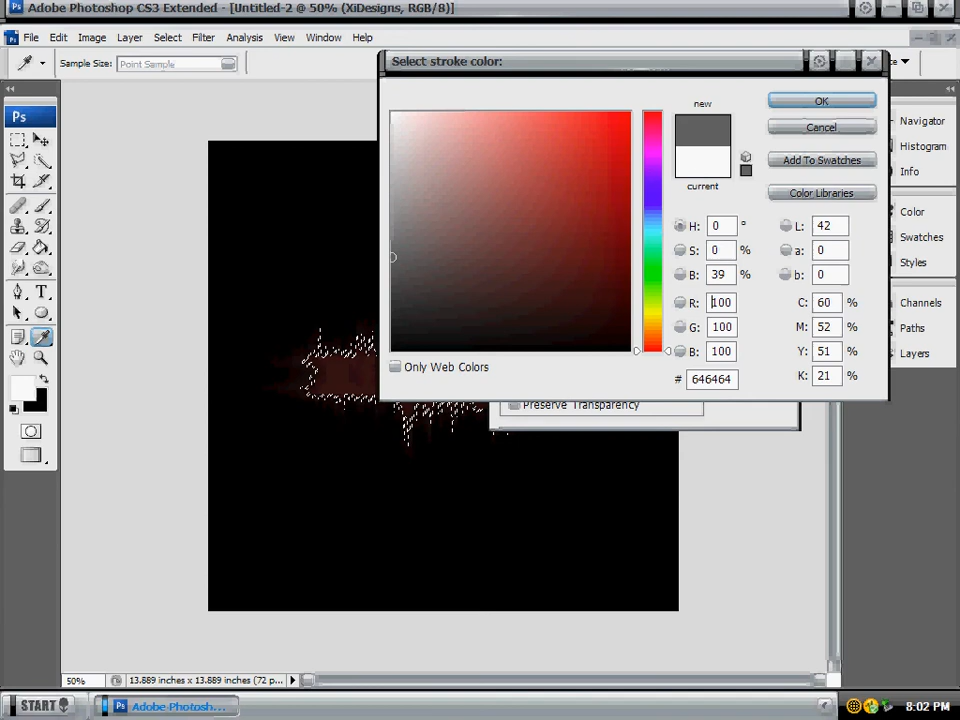 Adobe Photoshop CS3 Extended - [Untitled-2 @ 50% (XiDesigns, RGB/8)]
File Edit Image Layer Select Filter Analysis View Window Help
Sample Size: Point Sample
Select stroke color:
Ps
new
current
OK
Cancel
Add To Swatches
Color Libraries
H: 0 °
S: 0 %
B: 39 %
R: 100
G: 100
B: 100
# 646464
L: 42
a: 0
b: 0
C: 60 %
M: 52 %
Y: 51 %
K: 21 %
Only Web Colors
Preserve Transparency
Navigator
Histogram
Info
Color
Swatches
Styles
Channels
Paths
Layers
50%
13.889 inches x 13.889 inches (72 p...
START
Ps Adobe Photosh...
8:02 PM